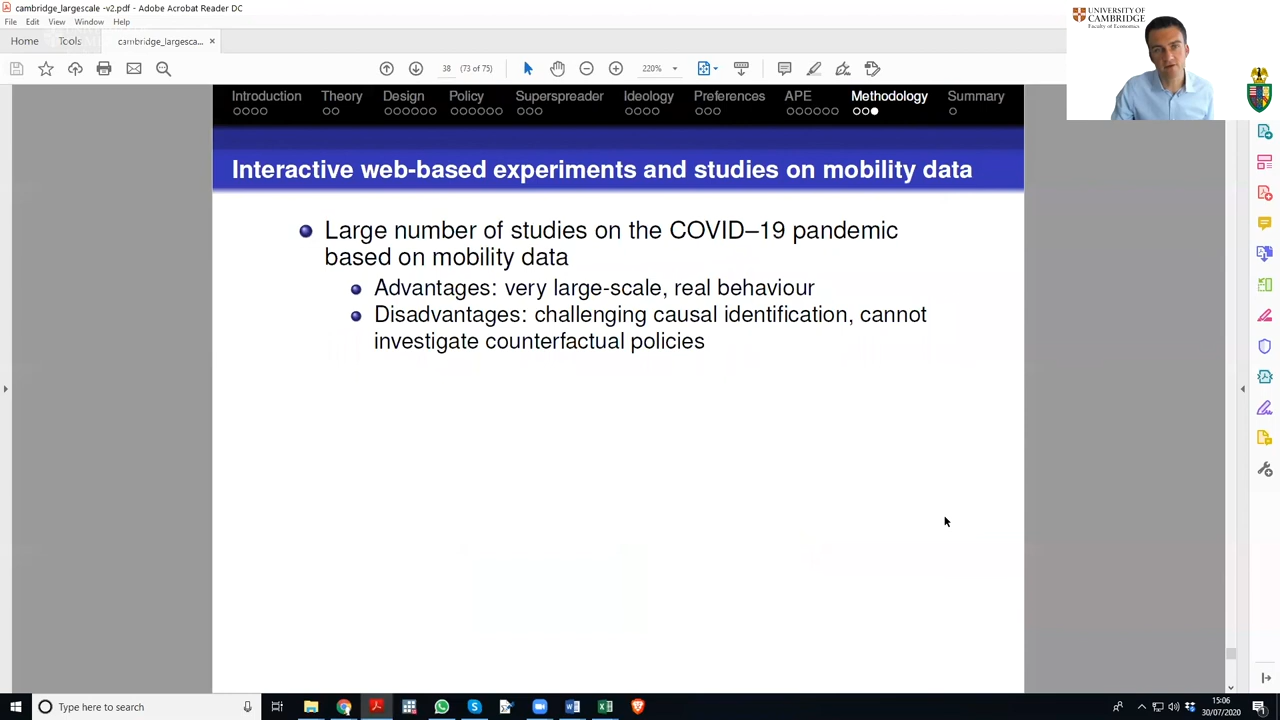 cambridge_largescale -v2.pdf - Adobe Acrobat Reader DC
File Edit View Window Help
Home Tools cambridge_largesca... ×
38 (73 of 75) 220%
UNIVERSITY OF
CAMBRIDGE
Faculty of Economics
Introduction Theory Design Policy Superspreader Ideology Preferences APE Methodology Summary
Interactive web-based experiments and studies on mobility data
Large number of studies on the COVID–19 pandemic
based on mobility data
Advantages: very large-scale, real behaviour
Disadvantages: challenging causal identification, cannot
investigate counterfactual policies
Type here to search
15:06
30/07/2020